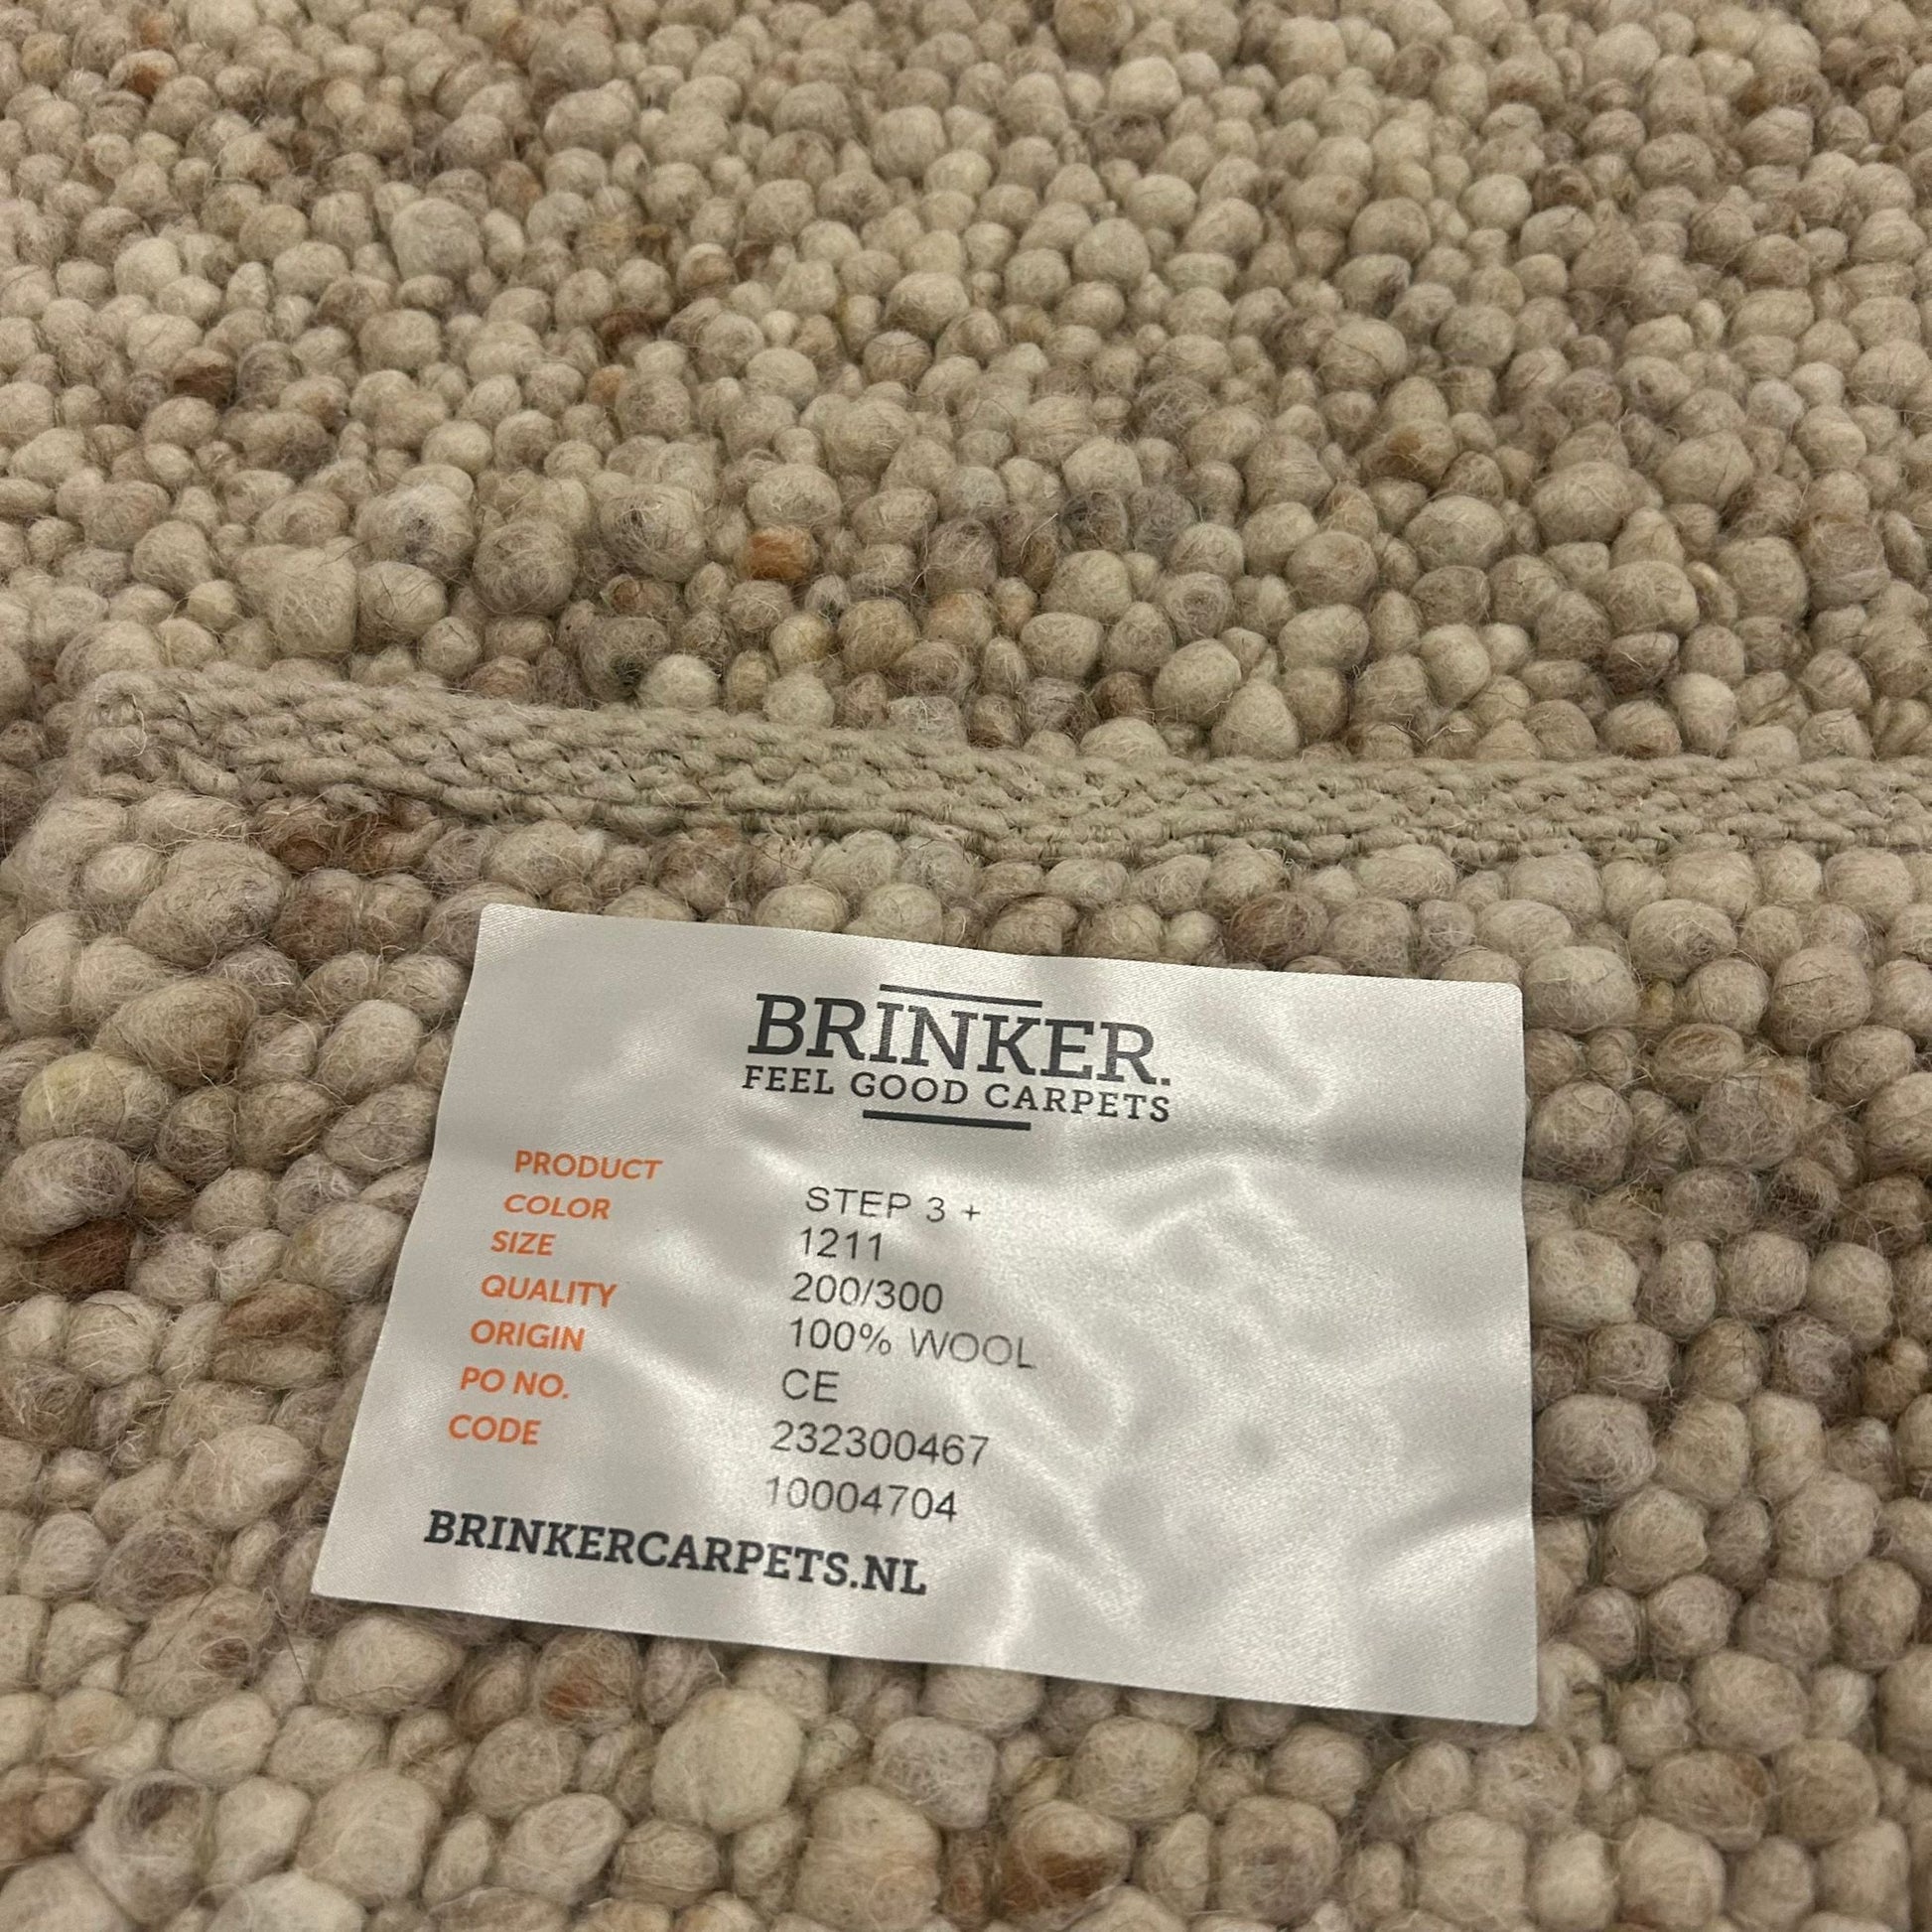 BRINKER.
FEEL GOOD CARPETS
PRODUCT STEP 3 +
COLOR 1211
SIZE 200/300
QUALITY 100% WOOL
ORIGIN CE
PO NO. 232300467
CODE 10004704
BRINKERCARPETS.NL